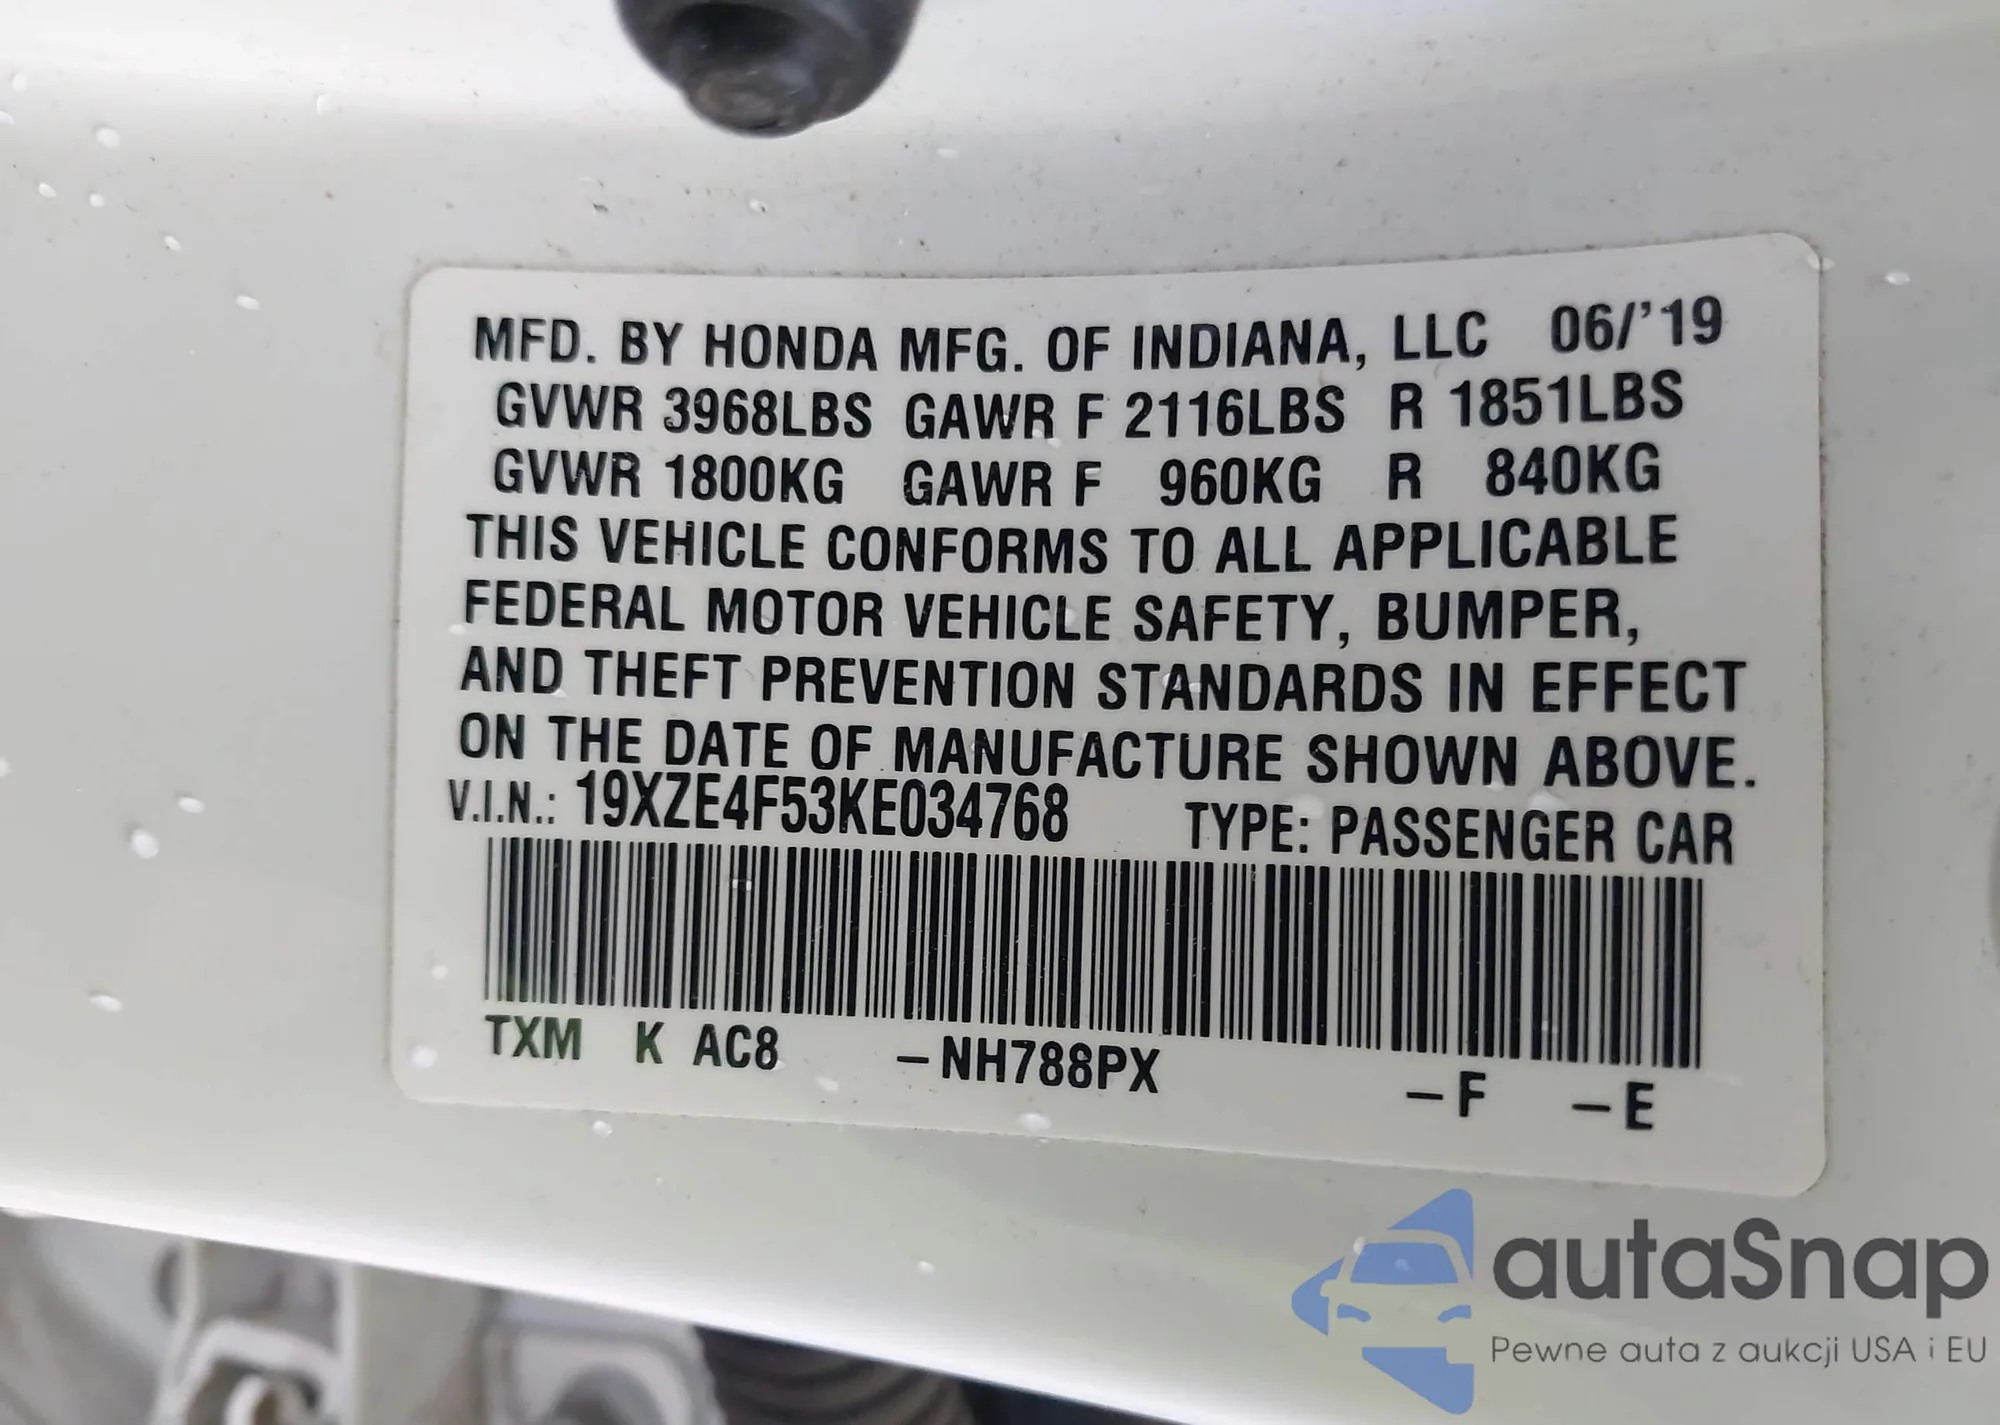 MFD. BY HONDA MFG. OF INDIANA, LLC 06/'19
GVWR 3968LBS GAWR F 2116LBS R 1851LBS
GVWR 1800KG GAWR F 960KG R 840KG
THIS VEHICLE CONFORMS TO ALL APPLICABLE
FEDERAL MOTOR VEHICLE SAFETY, BUMPER,
AND THEFT PREVENTION STANDARDS IN EFFECT
ON THE DATE OF MANUFACTURE SHOWN ABOVE.
V.I.N.: 19XZE4F53KE034768 TYPE: PASSENGER CAR
TXM K AC8 –NH788PX –F –E
autaSnap
Pewne auta z aukcji USA i EU